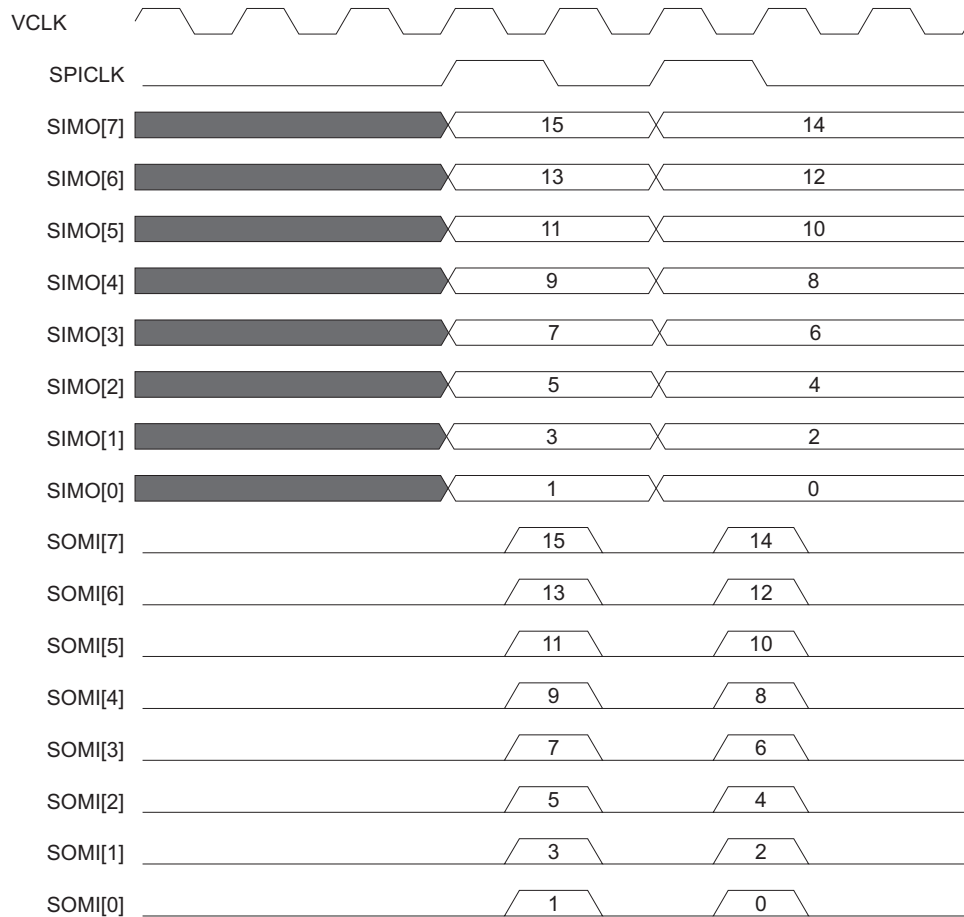 VCLK
SPICLK
SIMO[7] 15 14
SIMO[6] 13 12
SIMO[5] 11 10
SIMO[4] 9 8
SIMO[3] 7 6
SIMO[2] 5 4
SIMO[1] 3 2
SIMO[0] 1 0
SOMI[7] 15 14
SOMI[6] 13 12
SOMI[5] 11 10
SOMI[4] 9 8
SOMI[3] 7 6
SOMI[2] 5 4
SOMI[1] 3 2
SOMI[0] 1 0